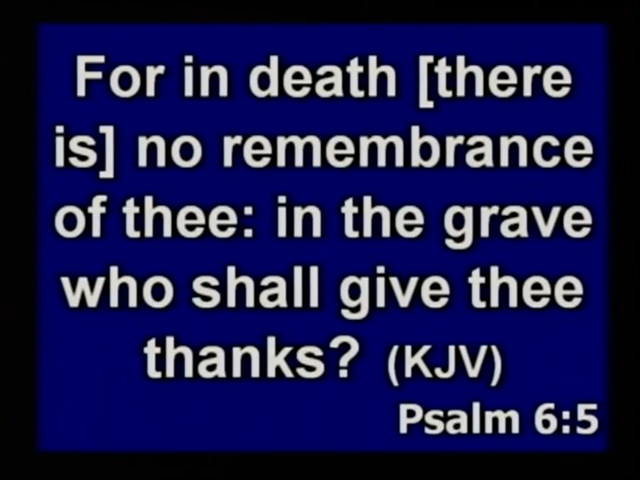 For in death [there
is] no remembrance
of thee: in the grave
who shall give thee
thanks? (KJV)
Psalm 6:5